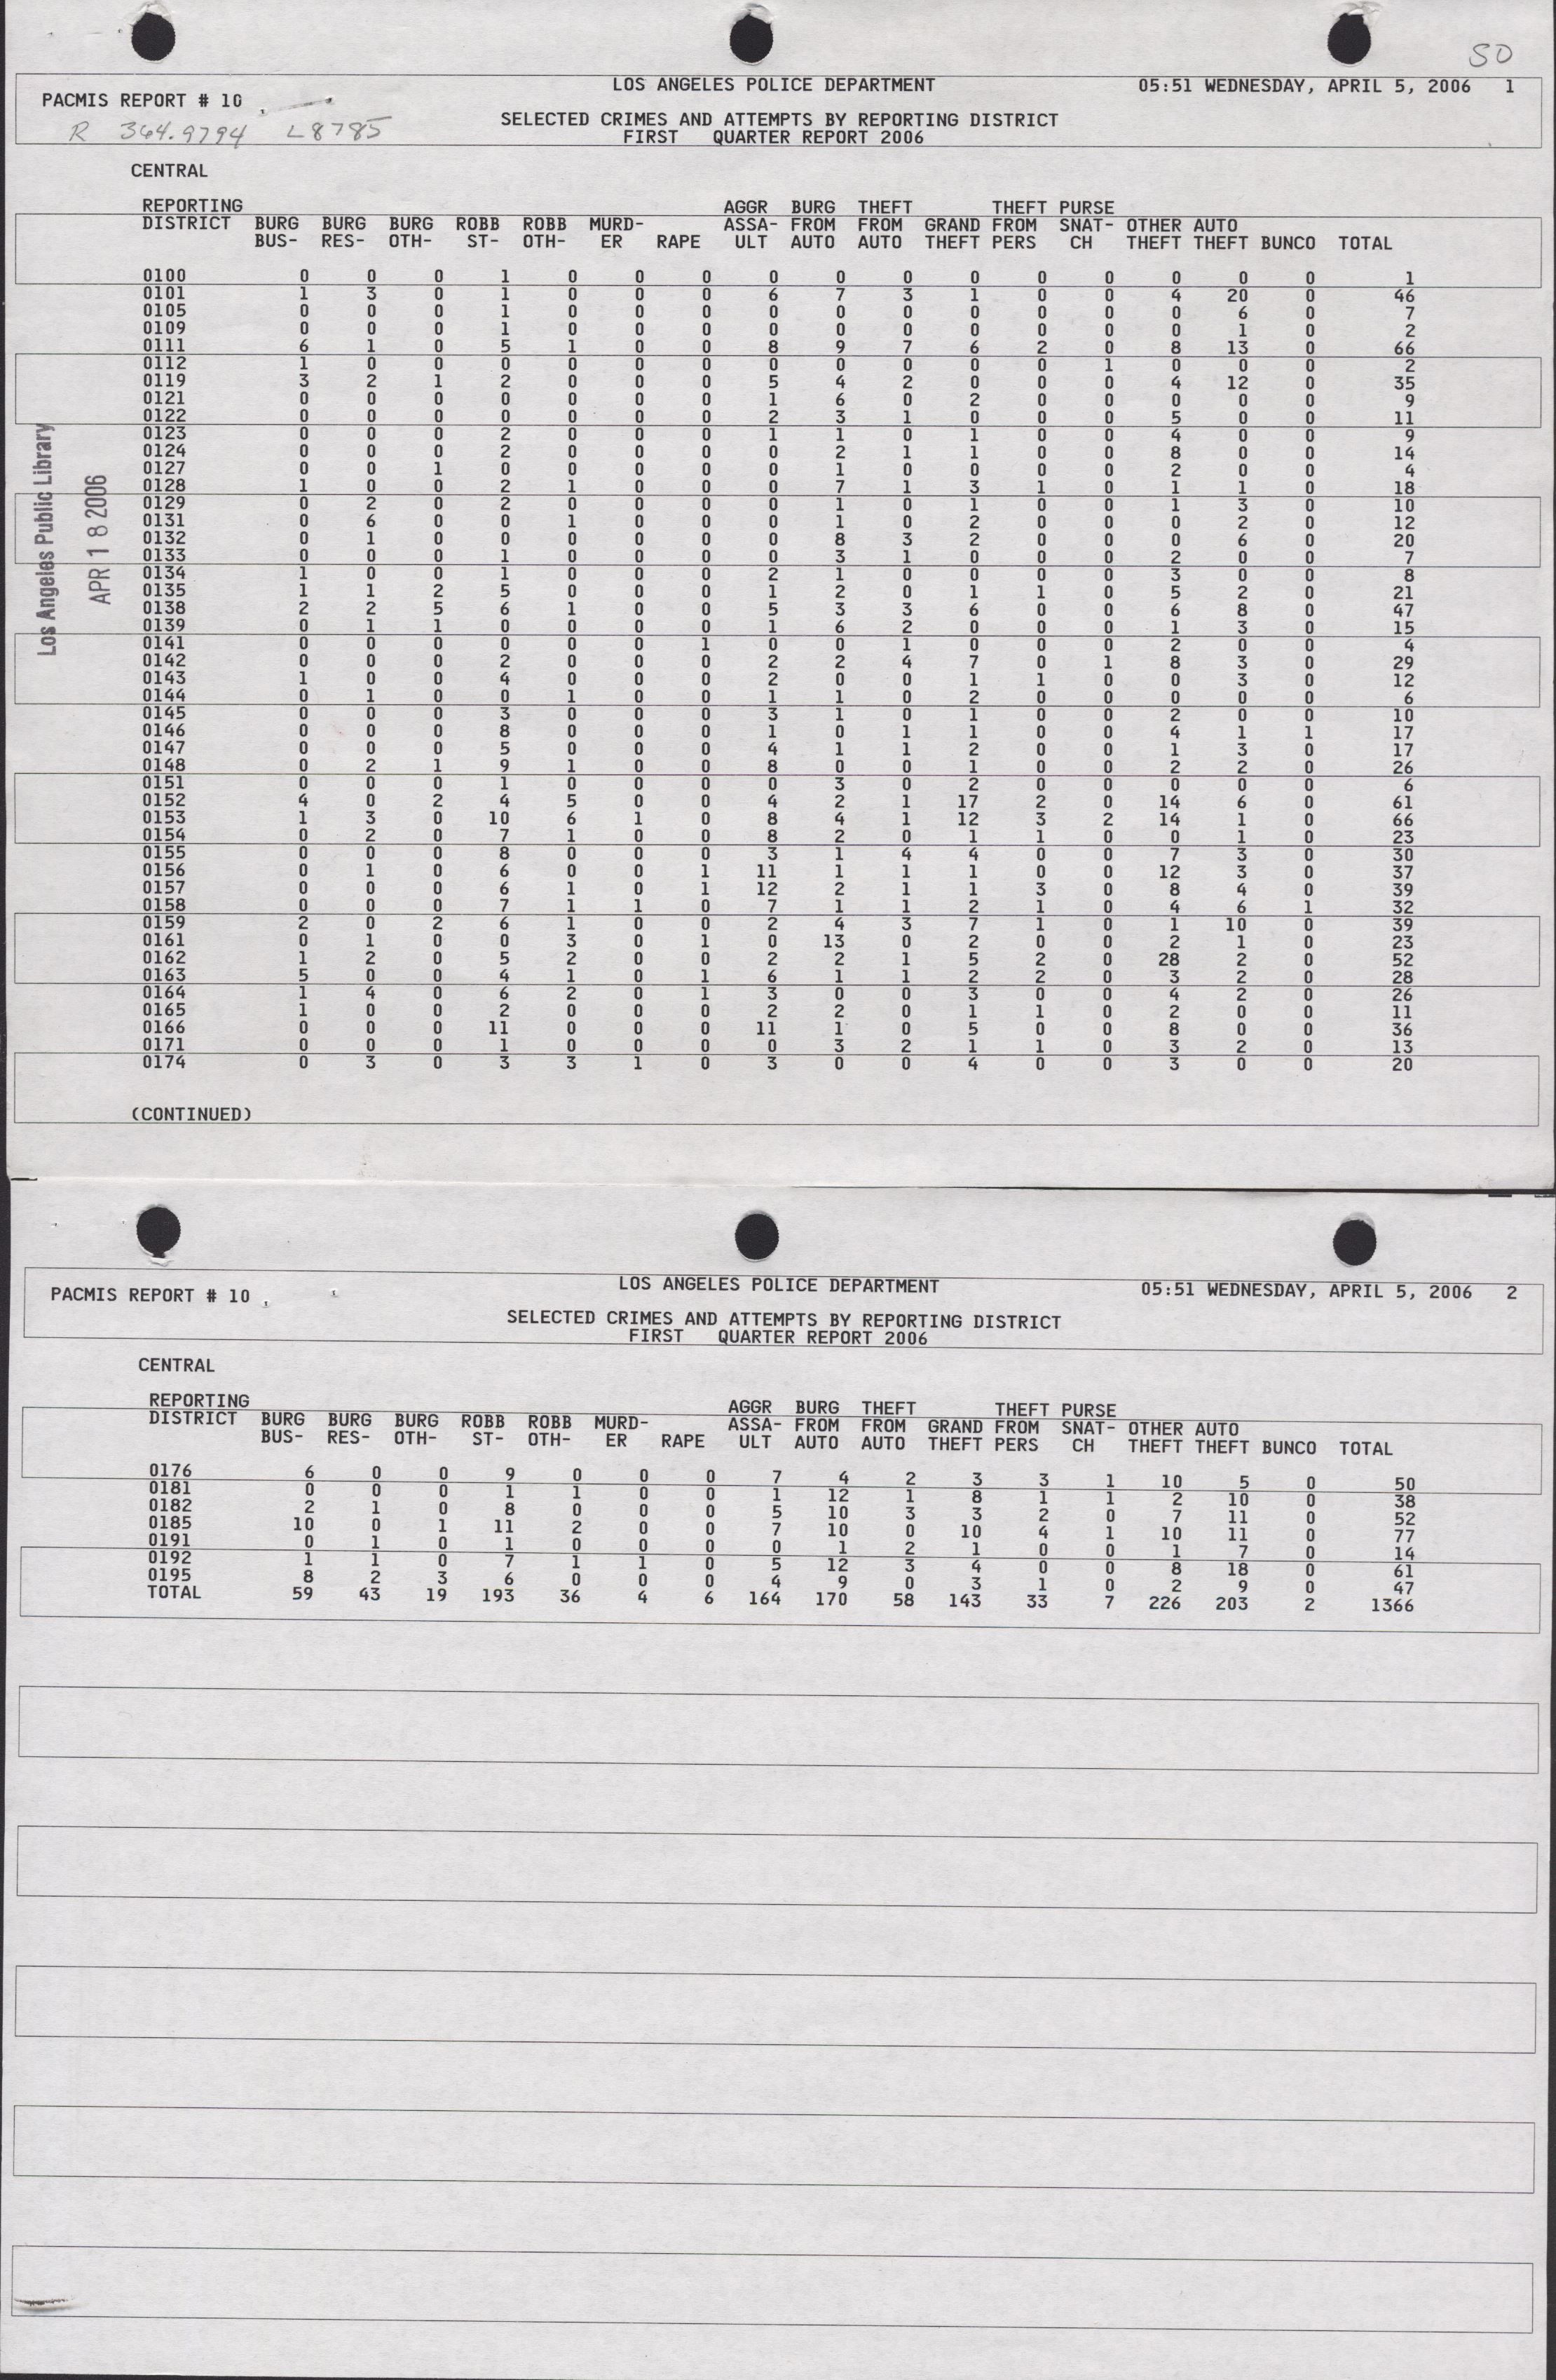 50
LOS ANGELES POLICE DEPARTMENT 05:51 WEDNESDAY, APRIL 5, 2006 1
PACMIS REPORT # 10
R 364.9794 L8785
SELECTED CRIMES AND ATTEMPTS BY REPORTING DISTRICT
FIRST QUARTER REPORT 2006
CENTRAL
REPORTING AGGR BURG THEFT THEFT PURSE
DISTRICT BURG BURG BURG ROBB ROBB MURD- ASSA- FROM FROM GRAND FROM SNAT- OTHER AUTO
BUS- RES- OTH- ST- OTH- ER RAPE ULT AUTO AUTO THEFT PERS CH THEFT THEFT BUNCO TOTAL
0100 0 0 0 1 0 0 0 0 0 0 0 0 0 0 0 0 1
0101 1 3 0 1 0 0 0 6 7 3 1 0 0 4 20 0 46
0105 0 0 0 1 0 0 0 0 0 0 0 0 0 0 6 0 7
0109 0 0 0 1 0 0 0 0 0 0 0 0 0 0 1 0 2
0111 6 1 0 5 1 0 0 8 9 7 6 2 0 8 13 0 66
0112 1 0 0 0 0 0 0 0 0 0 0 0 1 0 0 0 2
0119 3 2 1 2 0 0 0 5 4 2 0 0 0 4 12 0 35
0121 0 0 0 0 0 0 0 1 6 0 2 0 0 0 0 0 9
0122 0 0 0 0 0 0 0 2 3 1 0 0 0 5 0 0 11
0123 0 0 0 2 0 0 0 1 1 0 1 0 0 4 0 0 9
0124 0 0 0 2 0 0 0 0 2 1 1 0 0 8 0 0 14
0127 0 0 1 0 0 0 0 0 1 0 0 0 0 2 0 0 4
0128 1 0 0 2 1 0 0 0 7 1 3 1 0 1 1 0 18
0129 0 2 0 2 0 0 0 0 1 0 1 0 0 1 3 0 10
0131 0 6 0 0 1 0 0 0 1 0 2 0 0 0 2 0 12
0132 0 1 0 0 0 0 0 0 8 3 2 0 0 0 6 0 20
0133 0 0 0 1 0 0 0 0 3 1 0 0 0 2 0 0 7
0134 1 0 0 1 0 0 0 2 1 0 0 0 0 3 0 0 8
0135 1 1 2 5 0 0 0 1 2 0 1 1 0 5 2 0 21
0138 2 2 5 6 1 0 0 5 3 3 6 0 0 6 8 0 47
0139 0 1 1 0 0 0 0 1 6 2 0 0 0 1 3 0 15
0141 0 0 0 0 0 0 1 0 0 1 0 0 0 2 0 0 4
0142 0 0 0 2 0 0 0 2 2 4 7 0 1 8 3 0 29
0143 1 0 0 4 0 0 0 2 0 0 1 1 0 0 3 0 12
0144 0 1 0 0 1 0 0 1 1 0 2 0 0 0 0 0 6
0145 0 0 0 3 0 0 0 3 1 0 1 0 0 2 0 0 10
0146 0 0 0 8 0 0 0 1 0 1 1 0 0 4 1 1 17
0147 0 0 0 5 0 0 0 4 1 1 2 0 0 1 3 0 17
0148 0 2 1 9 1 0 0 8 0 0 1 0 0 2 2 0 26
0151 0 0 0 1 0 0 0 0 3 0 2 0 0 0 0 0 6
0152 4 0 2 4 5 0 0 4 2 1 17 2 0 14 6 0 61
0153 1 3 0 10 6 1 0 8 4 1 12 3 2 14 1 0 66
0154 0 2 0 7 1 0 0 8 2 0 1 1 0 0 1 0 23
0155 0 0 0 8 0 0 0 3 1 4 4 0 0 7 3 0 30
0156 0 1 0 6 0 0 1 11 1 1 1 0 0 12 3 0 37
0157 0 0 0 6 1 0 1 12 2 1 1 3 0 8 4 0 39
0158 0 0 0 7 1 1 0 7 1 1 2 1 0 4 6 1 32
0159 2 0 2 6 1 0 0 2 4 3 7 1 0 1 10 0 39
0161 0 1 0 0 3 0 1 0 13 0 2 0 0 2 1 0 23
0162 1 2 0 5 2 0 0 2 2 1 5 2 0 28 2 0 52
0163 5 0 0 4 1 0 1 6 1 1 2 2 0 3 2 0 28
0164 1 4 0 6 2 0 1 3 0 0 3 0 0 4 2 0 26
0165 1 0 0 2 0 0 0 2 2 0 1 1 0 2 0 0 11
0166 0 0 0 11 0 0 0 11 1 0 5 0 0 8 0 0 36
0171 0 0 0 1 0 0 0 0 3 2 1 1 0 3 2 0 13
0174 0 3 0 3 3 1 0 3 0 0 4 0 0 3 0 0 20
(CONTINUED)
Los Angeles Public Library
APR 18 2006
LOS ANGELES POLICE DEPARTMENT 05:51 WEDNESDAY, APRIL 5, 2006 2
PACMIS REPORT # 10
SELECTED CRIMES AND ATTEMPTS BY REPORTING DISTRICT
FIRST QUARTER REPORT 2006
CENTRAL
REPORTING AGGR BURG THEFT THEFT PURSE
DISTRICT BURG BURG BURG ROBB ROBB MURD- ASSA- FROM FROM GRAND FROM SNAT- OTHER AUTO
BUS- RES- OTH- ST- OTH- ER RAPE ULT AUTO AUTO THEFT PERS CH THEFT THEFT BUNCO TOTAL
0176 6 0 0 9 0 0 0 7 4 2 3 3 1 10 5 0 50
0181 0 0 0 1 1 0 0 1 12 1 8 1 1 2 10 0 38
0182 2 1 0 8 0 0 0 5 10 3 3 2 0 7 11 0 52
0185 10 0 1 11 2 0 0 7 10 0 10 4 1 10 11 0 77
0191 0 1 0 1 0 0 0 0 1 2 1 0 0 1 7 0 14
0192 1 1 0 7 1 1 0 5 12 3 4 0 0 8 18 0 61
0195 8 2 3 6 0 0 0 4 9 0 3 1 0 2 9 0 47
TOTAL 59 43 19 193 36 4 6 164 170 58 143 33 7 226 203 2 1366